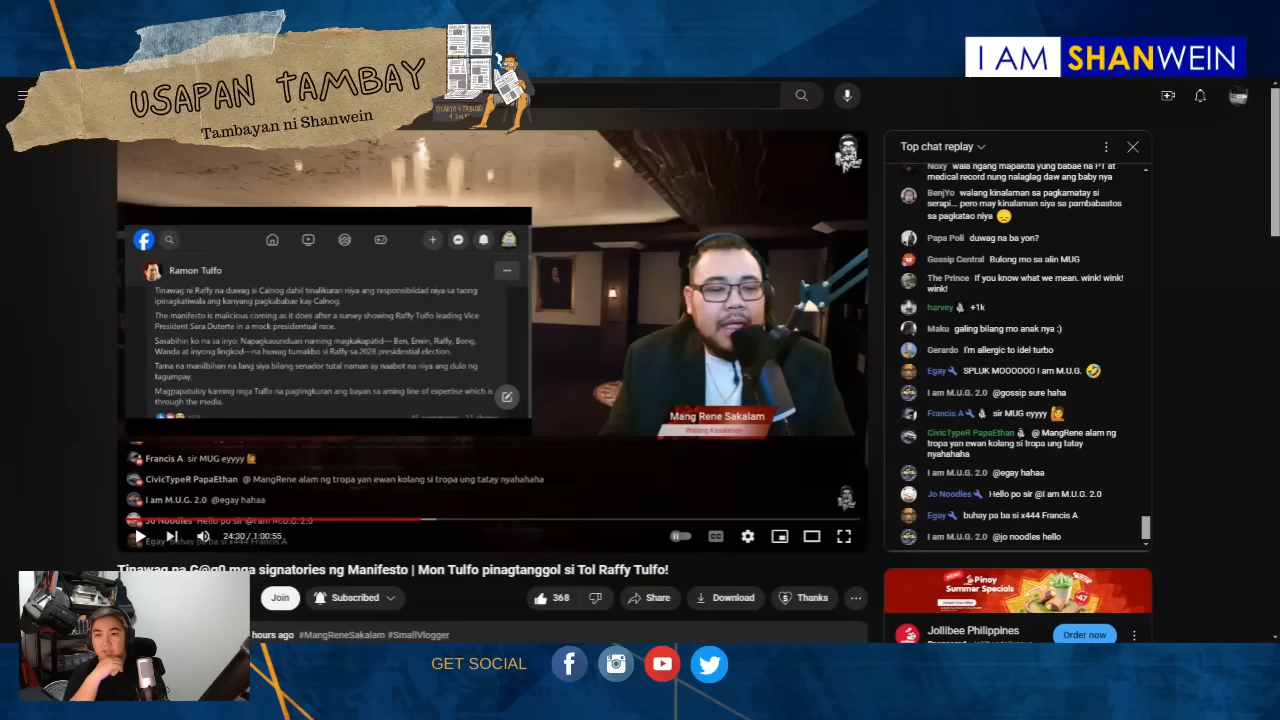 USAPAN TAMBAY
Tambayan ni Shanwein
I AM SHANWEIN
Ramon Tulfo
Tinawag ni Raffy na duwag si Calnog dahil tinalikuran niya ang responsibildad niya sa taong
ipinagkatiwala ang kanyang pagkababae kay Calnog.
The manifesto is malicious coming as it does after a survey showing Raffy Tulfo leading Vice
President Sara Duterte in a mock presidentual race.
Sasabihin ko na sa inyo: Napagkasunduan naming magkakapatid— Ben, Erwin, Raffy, Bong,
Wanda at inyong lingkod—na huwag tumakbo si Raffy sa 2028 presidential election.
Tama na manilbihan na lang siya bilang senador tutal naman ay naabot na niya ang dulo ng
tagumpay.
Magpapatuloy kaming mga Tulfo na paglingkuran ang bayan sa aming line of expertise which is
through the media.
Mang Rene Sakalam
Walang Kasalanan
Francis A sir MUG eyyyy
CivicTypeR PapaEthan @ MangRene alam ng tropa yan ewan kolang si tropa ung tatay nyahahaha
I am M.U.G. 2.0 @egay hahaa
Jo Noodles Hello po sir @I am M.U.G. 2.0
Egay buhay pa ba si x444 Francis A
24:30 / 1:00:55
CC
Tinawag na G@g0 mga signatories ng Manifesto | Mon Tulfo pinagtanggol si Tol Raffy Tulfo!
Join
Subscribed
368
Share
Download
Thanks
hours ago #MangReneSakalam #SmallVlogger
Top chat replay
Noxy wala ngang mapakita yung babae na PT at
medical record nung nalaglag daw ang baby nya
BenjYo walang kinalaman sa pagkamatay si
serapi... pero may kinalaman siya sa pambabastos
sa pagkatao niya
Papa Poli duwag na ba yon?
Gossip Central Bulong mo sa alin MUG
The Prince If you know what we mean. wink! wink!
wink!
harvey +1k
Maku galing bilang mo anak nya :)
Gerardo I'm allergic to idel turbo
Egay SPLUK MOOOOOO I am M.U.G.
I am M.U.G. 2.0 @gossip sure haha
Francis A sir MUG eyyyy
CivicTypeR PapaEthan @ MangRene alam ng
tropa yan ewan kolang si tropa ung tatay
nyahahaha
I am M.U.G. 2.0 @egay hahaa
Jo Noodles Hello po sir @I am M.U.G. 2.0
Egay buhay pa ba si x444 Francis A
I am M.U.G. 2.0 @jo noodles hello
Pinoy
Summer Specials
Jollibee Philippines
Order now
GET SOCIAL